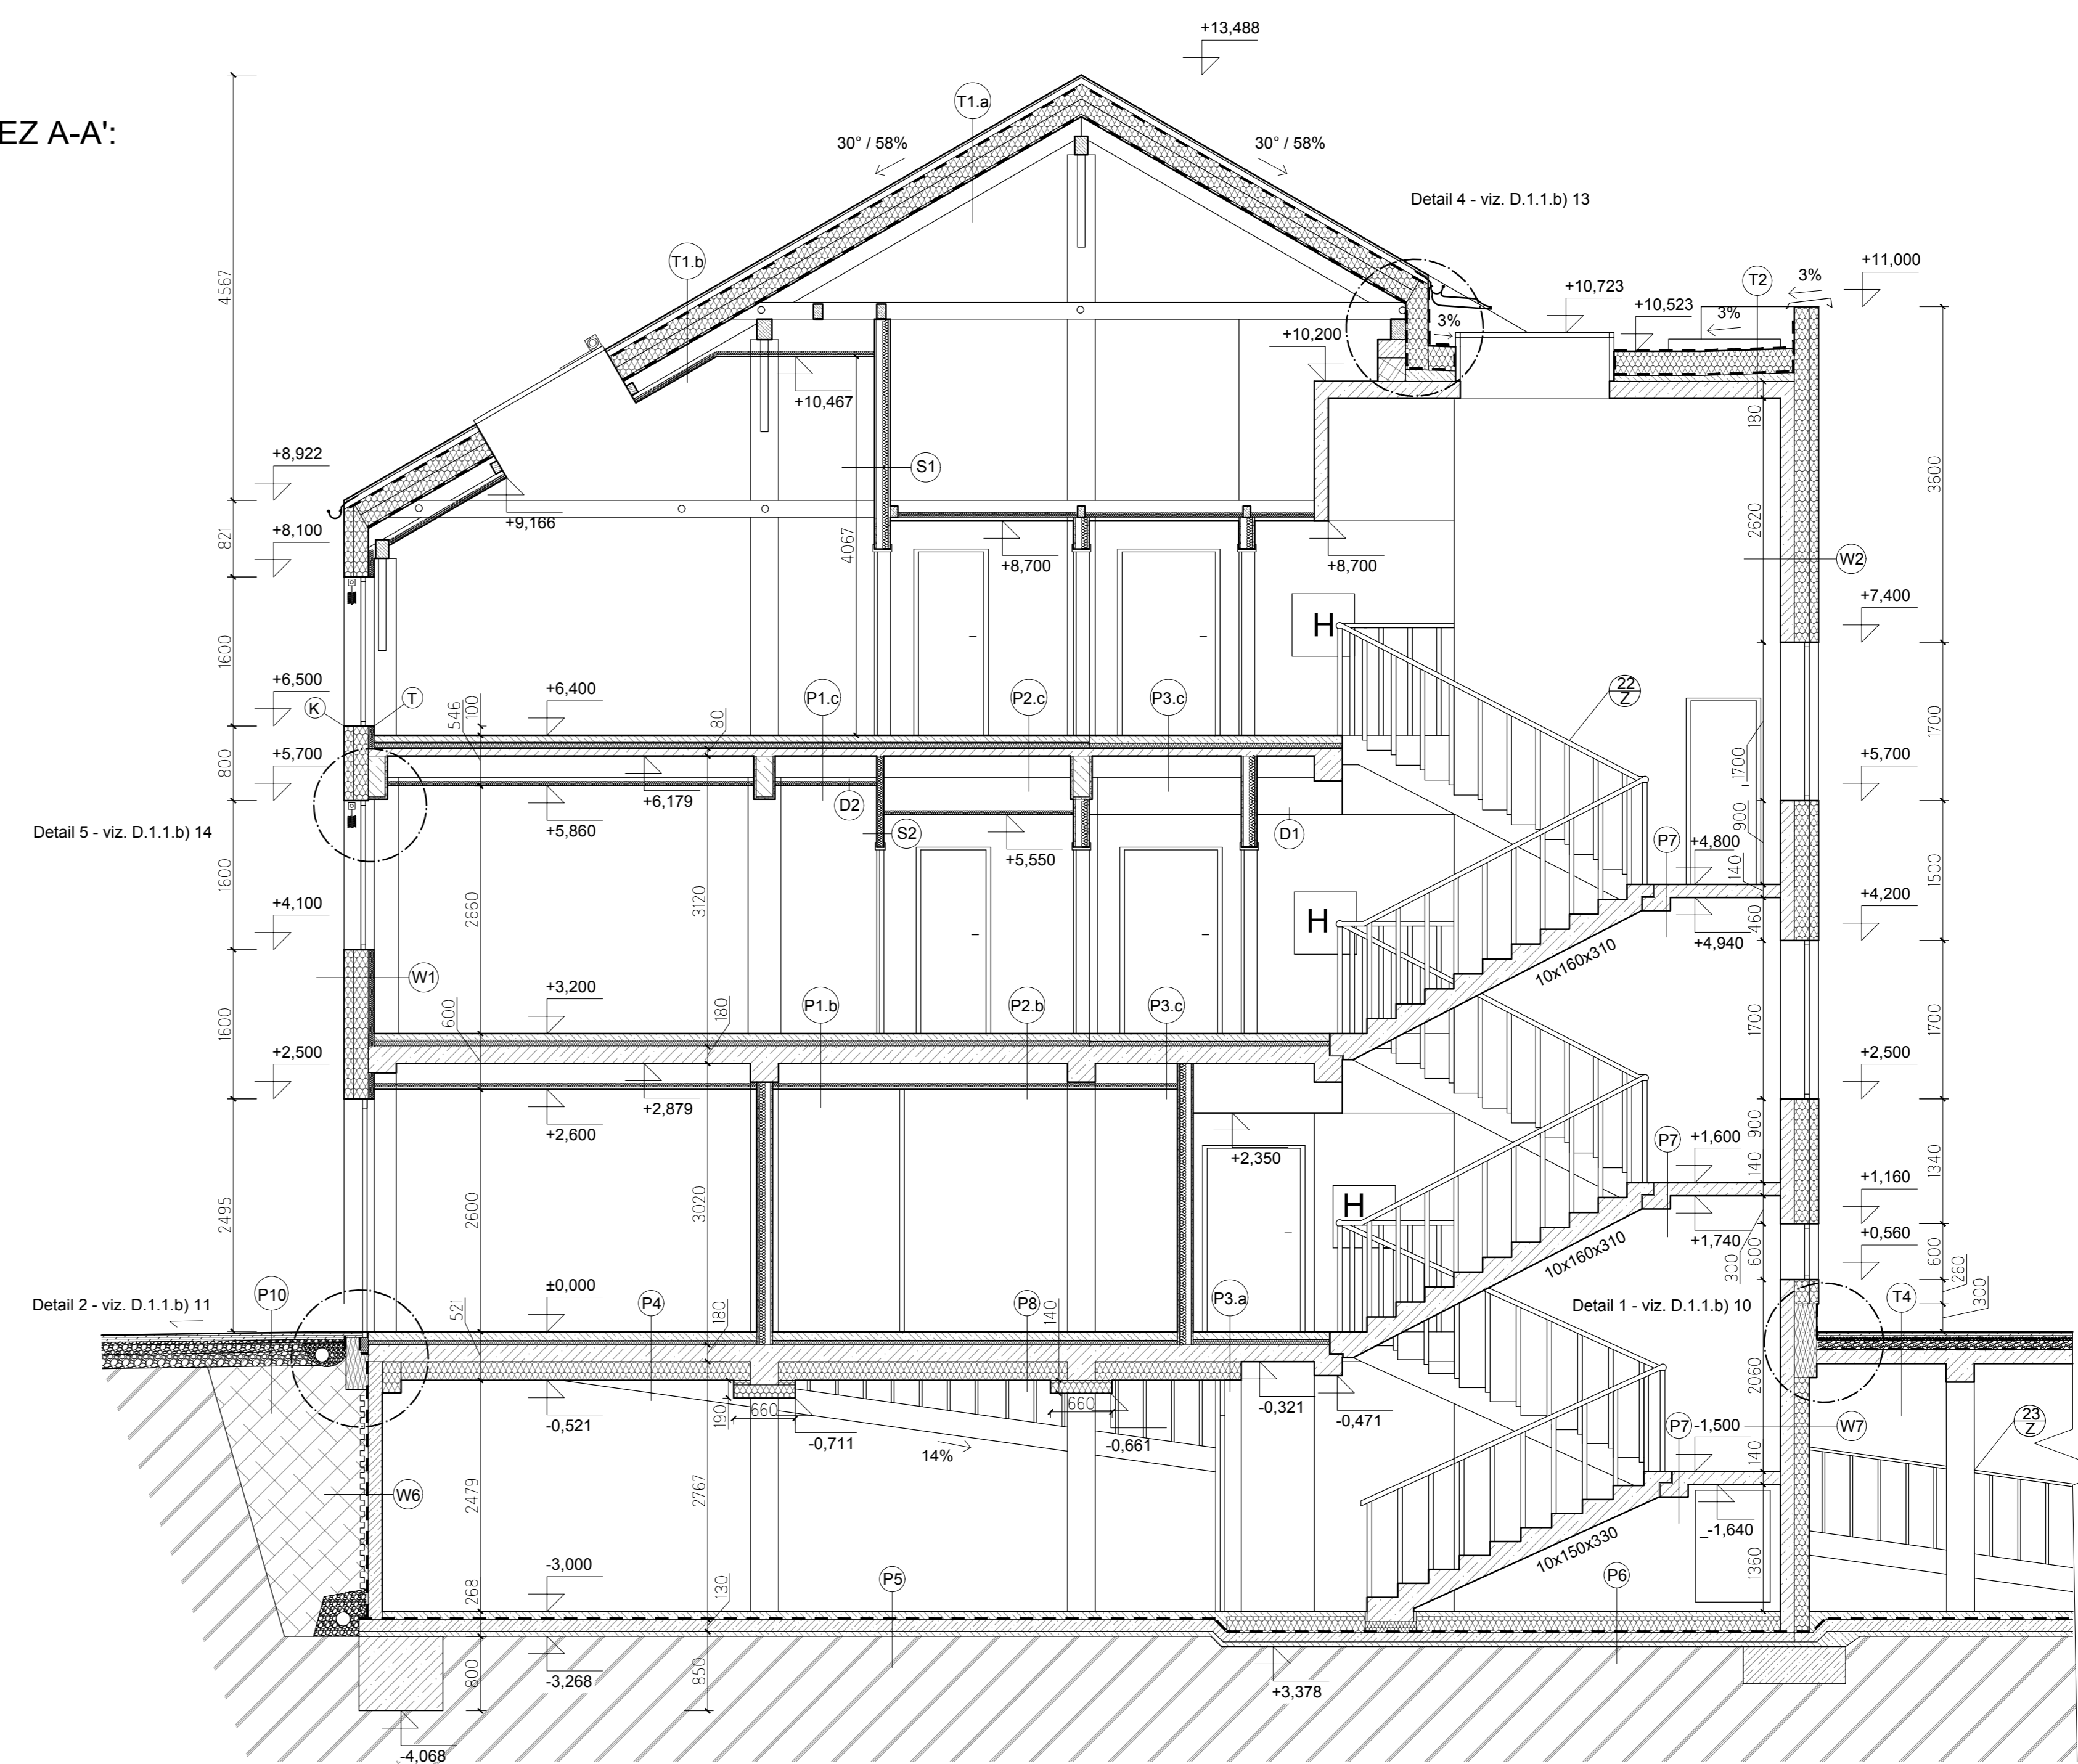 EZ A-A':
+13,488
T1.a
30° / 58%
30° / 58%
Detail 4 - viz. D.1.1.b) 13
T1.b
4567
T2
3%
+11,000
+10,723
+10,523
3%
3%
+10,200
+10,467
180
+8,922
S1
3600
+9,166
821
+8,100
4067
2620
+8,700
+8,700
W2
+7,400
H
1600
+6,500
K
T
546
100
+6,400
P1.c
80
P2.c
P3.c
22
Z
1700
800
+5,700
+5,700
1700
+6,179
D2
+5,860
S2
+5,550
D1
900
Detail 5 - viz. D.1.1.b) 14
P7
+4,800
140
1600
2660
3120
1500
+4,100
H
+4,200
460
+4,940
10x160x310
W1
+3,200
P1.b
P2.b
P3.c
600
180
1600
1700
1700
+2,500
+2,500
+2,879
+2,600
+2,350
900
P7
+1,600
140
1340
+1,160
2495
2600
3020
H
+1,740
10x160x310
300
600
+0,560
600
260
300
P10
±0,000
Detail 2 - viz. D.1.1.b) 11
521
P4
180
P8
140
P3.a
Detail 1 - viz. D.1.1.b) 10
T4
2060
-0,521
190
660
660
-0,321
-0,471
-0,711
14%
-0,661
P7
-1,500
W7
23
Z
140
W6
2479
2767
-1,640
10x150x330
-3,000
268
130
P5
P6
1360
-3,268
800
850
+3,378
-4,068